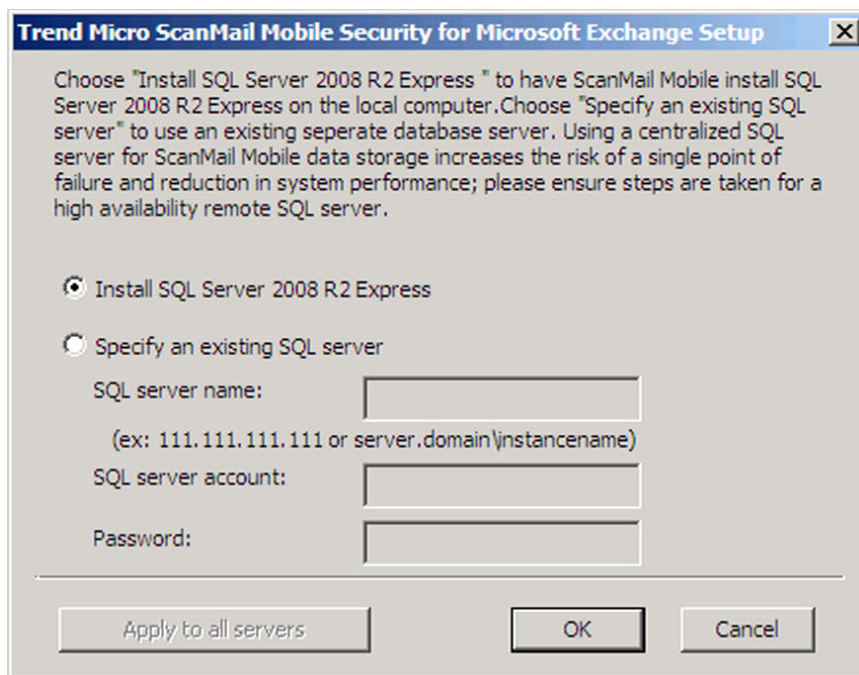 Trend Micro ScanMail Mobile Security for Microsoft Exchange Setup
Choose "Install SQL Server 2008 R2 Express " to have ScanMail Mobile install SQL
Server 2008 R2 Express on the local computer.Choose "Specify an existing SQL
server" to use an existing seperate database server. Using a centralized SQL
server for ScanMail Mobile data storage increases the risk of a single point of
failure and reduction in system performance; please ensure steps are taken for a
high availability remote SQL server.
Install SQL Server 2008 R2 Express
Specify an existing SQL server
SQL server name:
(ex: 111.111.111.111 or server.domain\instancename)
SQL server account:
Password:
Apply to all servers
OK
Cancel